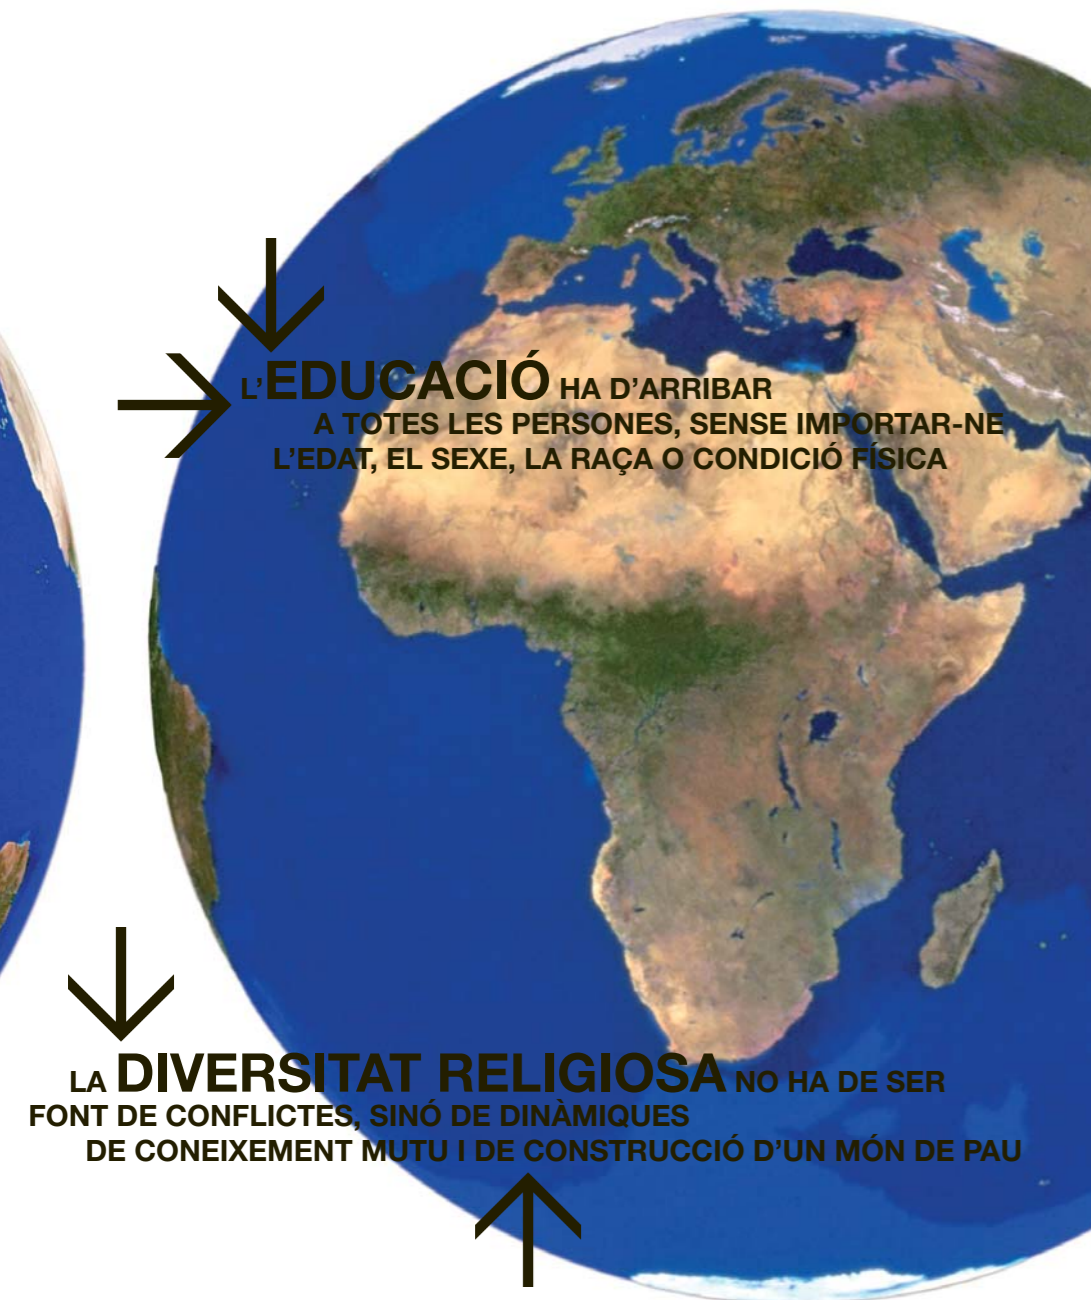 L'EDUCACIÓ HA D'ARRIBAR
A TOTES LES PERSONES, SENSE IMPORTAR-NE
L'EDAT, EL SEXE, LA RAÇA O CONDICIÓ FÍSICA
LA DIVERSITAT RELIGIOSA NO HA DE SER
FONT DE CONFLICTES, SINÓ DE DINÀMIQUES
DE CONEIXEMENT MUTU I DE CONSTRUCCIÓ D'UN MÓN DE PAU